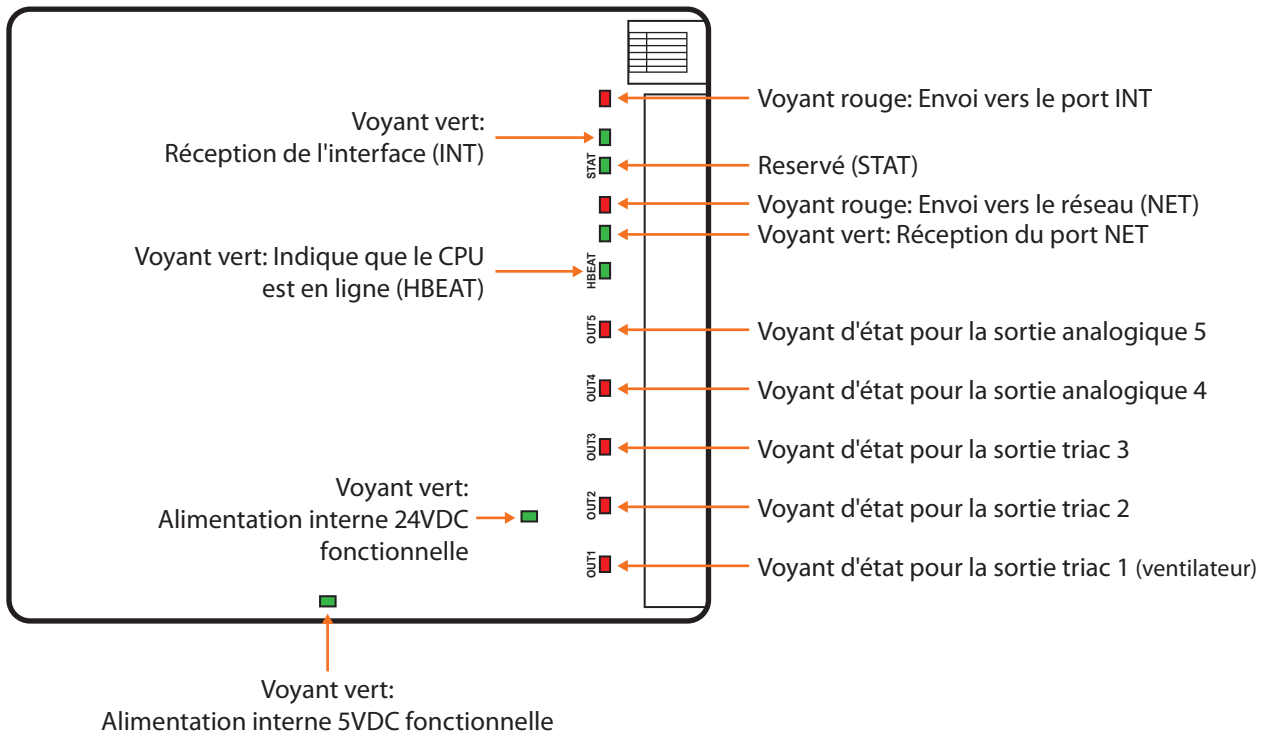 Voyant rouge: Envoi vers le port INT
Voyant vert:
Réception de l'interface (INT)
STAT
Reservé (STAT)
Voyant rouge: Envoi vers le réseau (NET)
Voyant vert: Réception du port NET
Voyant vert: Indique que le CPU
est en ligne (HBEAT)
HBEAT
OUT5
Voyant d'état pour la sortie analogique 5
OUT4
Voyant d'état pour la sortie analogique 4
OUT3
Voyant d'état pour la sortie triac 3
Voyant vert:
Alimentation interne 24VDC
fonctionnelle
OUT2
Voyant d'état pour la sortie triac 2
OUT1
Voyant d'état pour la sortie triac 1 (ventilateur)
Voyant vert:
Alimentation interne 5VDC fonctionnelle